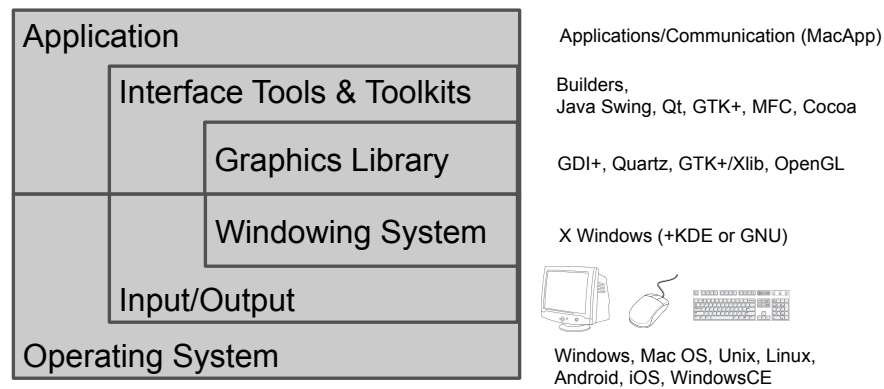 Application
Applications/Communication (MacApp)
Interface Tools & Toolkits
Builders,
Java Swing, Qt, GTK+, MFC, Cocoa
Graphics Library
GDI+, Quartz, GTK+/Xlib, OpenGL
Windowing System
X Windows (+KDE or GNU)
Input/Output
Operating System
Windows, Mac OS, Unix, Linux,
Android, iOS, WindowsCE